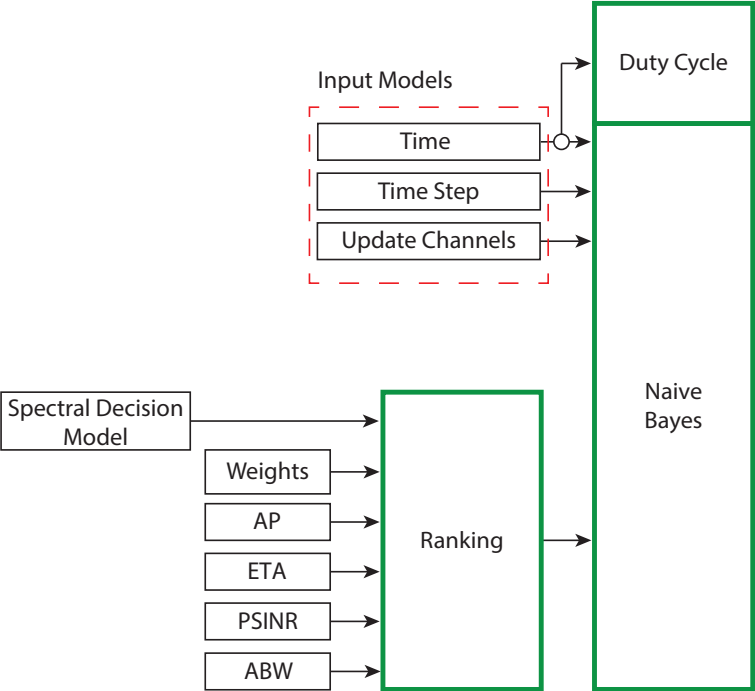 Duty Cycle
Input Models
Time
Time Step
Update Channels
Naive
Bayes
Spectral Decision
Model
Weights
AP
ETA
PSINR
ABW
Ranking